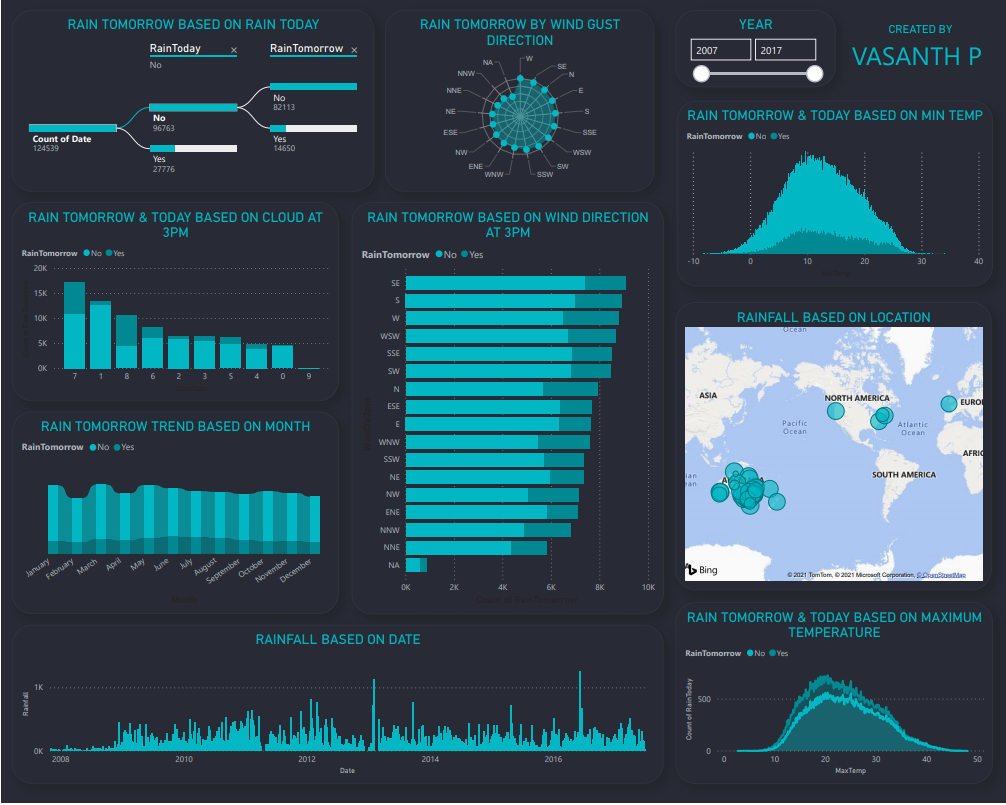 RAIN TOMORROW BASED ON RAIN TODAY
RainToday ×
No
RainTomorrow ×
Count of Date
124539
No
96763
Yes
27776
No
82113
Yes
14650
RAIN TOMORROW BY WIND GUST
DIRECTION
W
SE
N
E
S
SSE
WSW
SW
SSW
WNW
ENE
NW
ESE
NE
NNE
NNW
NA
YEAR
2007
2017
CREATED BY
VASANTH P
RAIN TOMORROW & TODAY BASED ON MIN TEMP
RainTomorrow No Yes
-10 0 10 20 30 40
RAIN TOMORROW & TODAY BASED ON CLOUD AT
3PM
RainTomorrow No Yes
20K
15K
10K
5K
0K
7 1 8 6 2 3 5 4 0 9
RAIN TOMORROW BASED ON WIND DIRECTION
AT 3PM
RainTomorrow No Yes
SE
S
W
WSW
SSE
SW
N
ESE
E
WNW
SSW
NE
NW
ENE
NNW
NNE
NA
0K 2K 4K 6K 8K 10K
RAINFALL BASED ON LOCATION
Ocean
ASIA
NORTH AMERICA
EUROP
Pacific
Ocean
Atlantic
Ocean
AFRIC
SOUTH AMERICA
Bing
© 2021 TomTom, © 2021 Microsoft Corporation, © OpenStreetMap
RAIN TOMORROW TREND BASED ON MONTH
RainTomorrow No Yes
January
February
March
April
May
June
July
August
September
October
November
December
RAINFALL BASED ON DATE
Rainfall
1K
0K
2008 2010 2012 2014 2016
Date
RAIN TOMORROW & TODAY BASED ON MAXIMUM
TEMPERATURE
RainTomorrow No Yes
Count of RainToday
500
0
0 10 20 30 40 50
MaxTemp